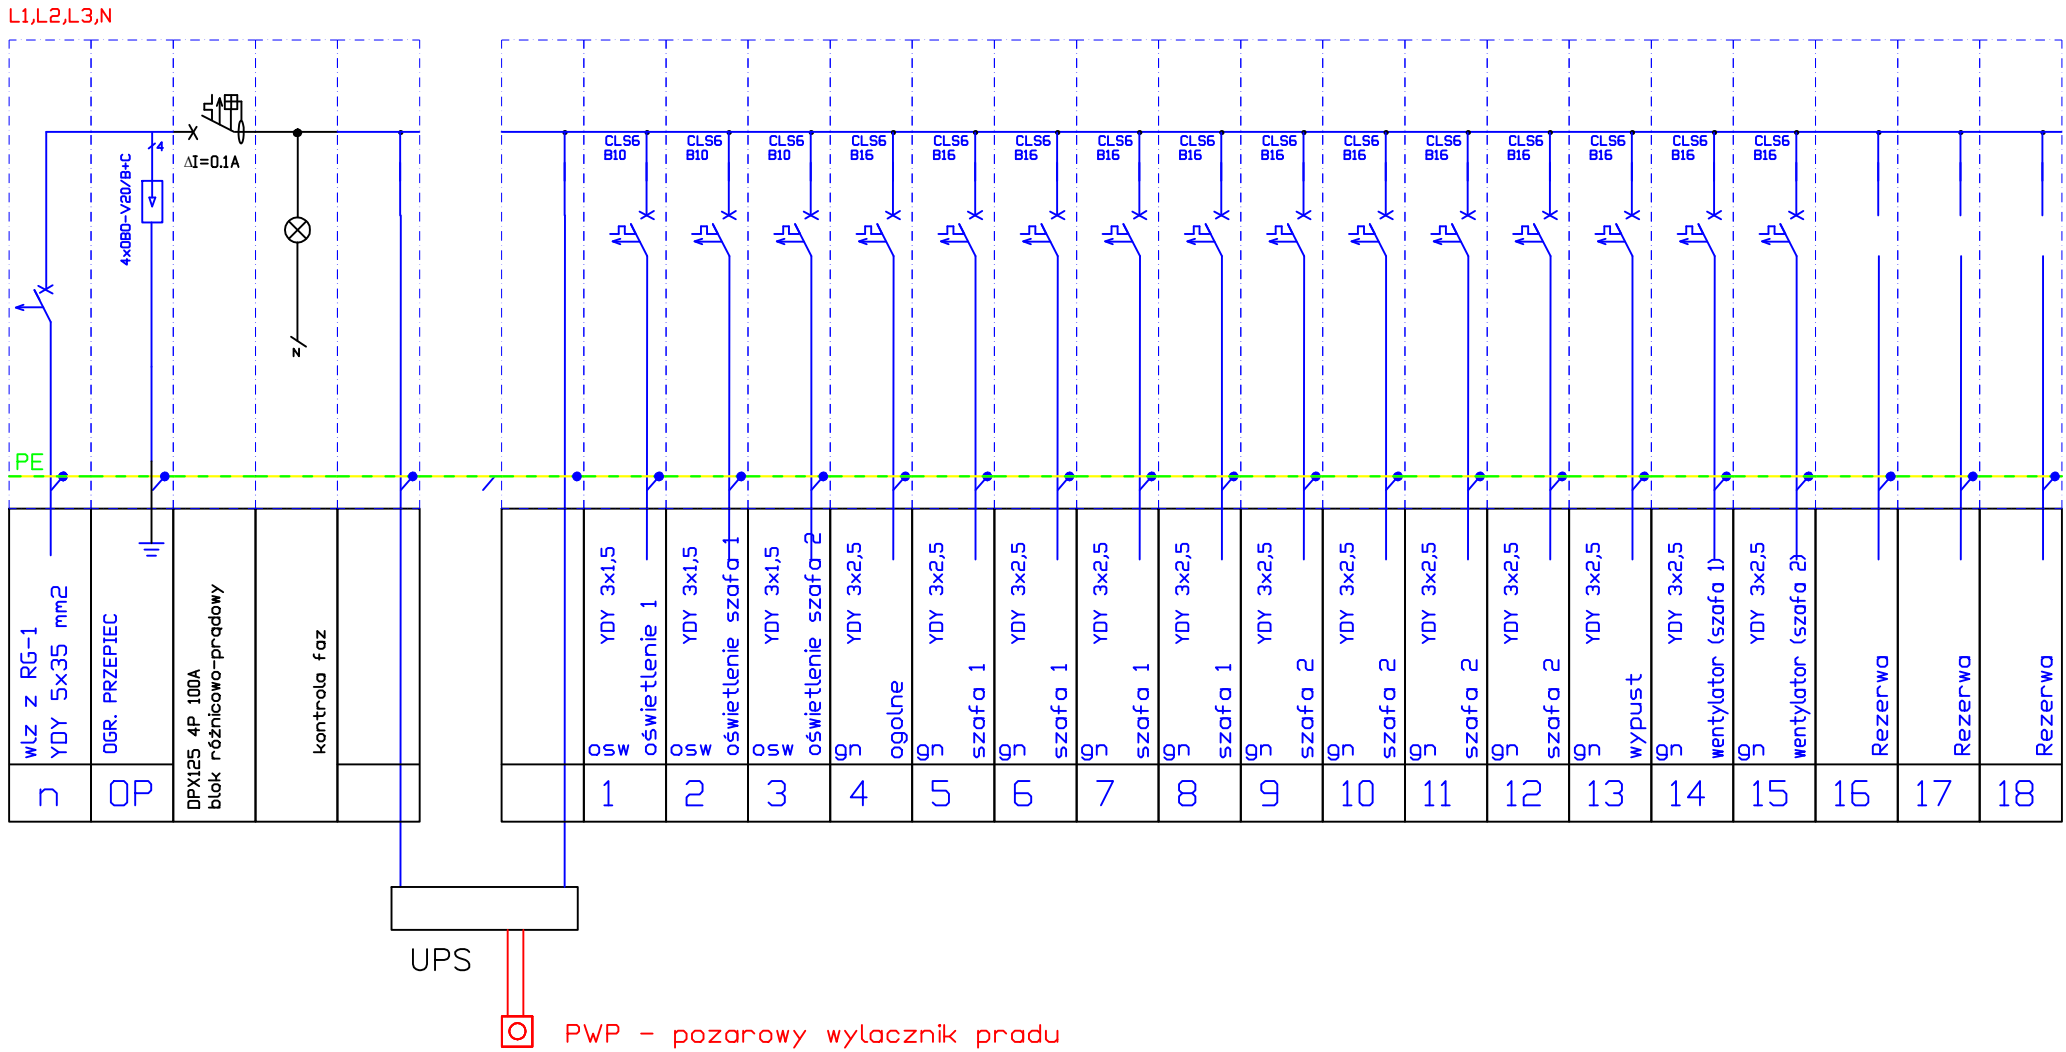 L1,L2,L3,N
4
4xOBO-V20/B+C
ΔI=0.1A
N
CLS6
B10
CLS6
B10
CLS6
B10
CLS6
B16
CLS6
B16
CLS6
B16
CLS6
B16
CLS6
B16
CLS6
B16
CLS6
B16
CLS6
B16
CLS6
B16
CLS6
B16
CLS6
B16
CLS6
B16
PE
wlz z RG-1
YDY 5x35 mm2
n
OGR. PRZEPIEC
OP
DPX125 4P 100A
blok różnicowo-prądowy
kontrola faz
YDY 3x1,5
osw
oświetlenie 1
1
YDY 3x1,5
osw
oświetlenie szafa 1
2
YDY 3x1,5
osw
oświetlenie szafa 2
3
YDY 3x2,5
gn
ogolne
4
YDY 3x2,5
gn
szafa 1
5
YDY 3x2,5
gn
szafa 1
6
YDY 3x2,5
gn
szafa 1
7
YDY 3x2,5
gn
szafa 1
8
YDY 3x2,5
gn
szafa 2
9
YDY 3x2,5
gn
szafa 2
10
YDY 3x2,5
gn
szafa 2
11
YDY 3x2,5
gn
szafa 2
12
YDY 3x2,5
gn
wypust
13
YDY 3x2,5
gn
wentylator (szafa 1)
14
YDY 3x2,5
gn
wentylator (szafa 2)
15
Rezerwa
16
Rezerwa
17
Rezerwa
18
UPS
PWP - pozarowy wylacznik pradu